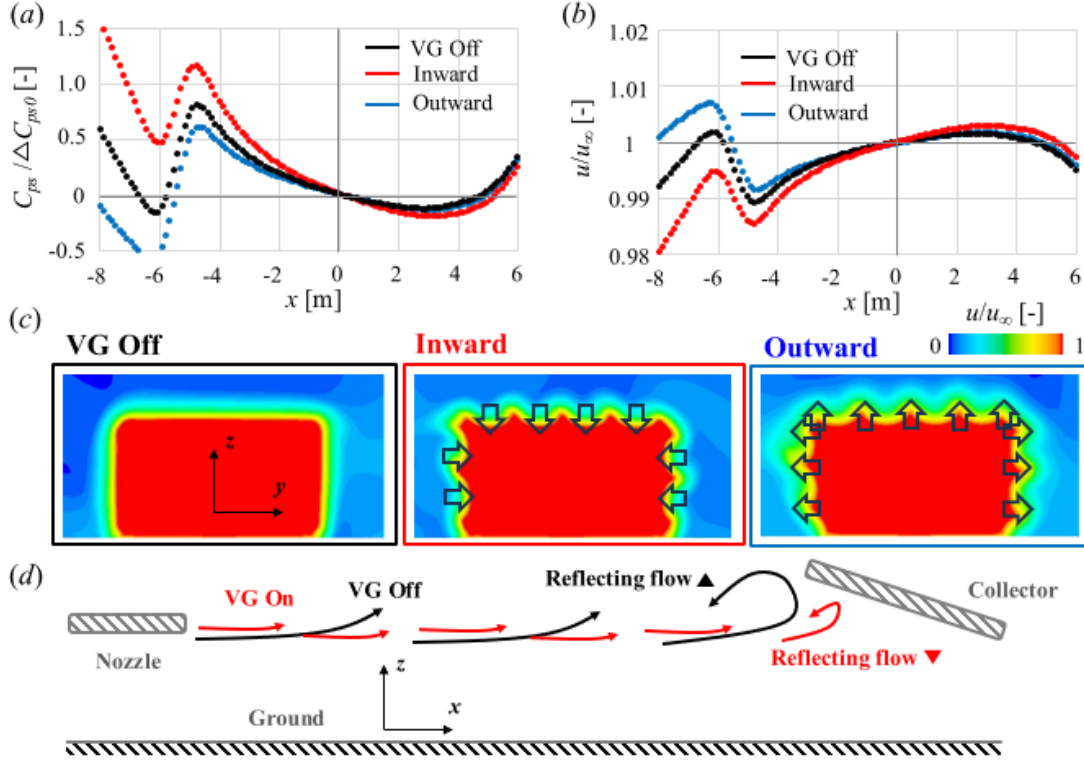 (a)
1.5
1.0
0.5
0
-0.5
C_ps / △C_ps0 [-]
VG Off
Inward
Outward
-8 -6 -4 -2 0 2 4 6
x [m]
(b)
1.02
1.01
1
0.99
0.98
u/u∞ [-]
VG Off
Inward
Outward
-8 -6 -4 -2 0 2 4 6
x [m]
(c)
u/u∞ [-]
0 1
VG Off
Inward
Outward
z
y
(d)
VG On
VG Off
Reflecting flow ▲
Collector
Nozzle
Reflecting flow ▼
z
x
Ground